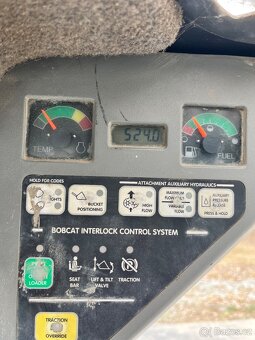 524.0
TEMP
FUEL
HOLD FOR CODES
ATTACHMENT AUXILIARY HYDRAULICS
LIGHTS
BUCKET
POSITIONING
HIGH
FLOW
MAXIMUM
FLOW
VARIABLE
FLOW
AUXILIARY
PRESSURE
RELEASE
PRESS & HOLD
BOBCAT INTERLOCK CONTROL SYSTEM
LOADER
SEAT
BAR
LIFT & TILT
VALVE
TRACTION
TRACTION
OVERRIDE